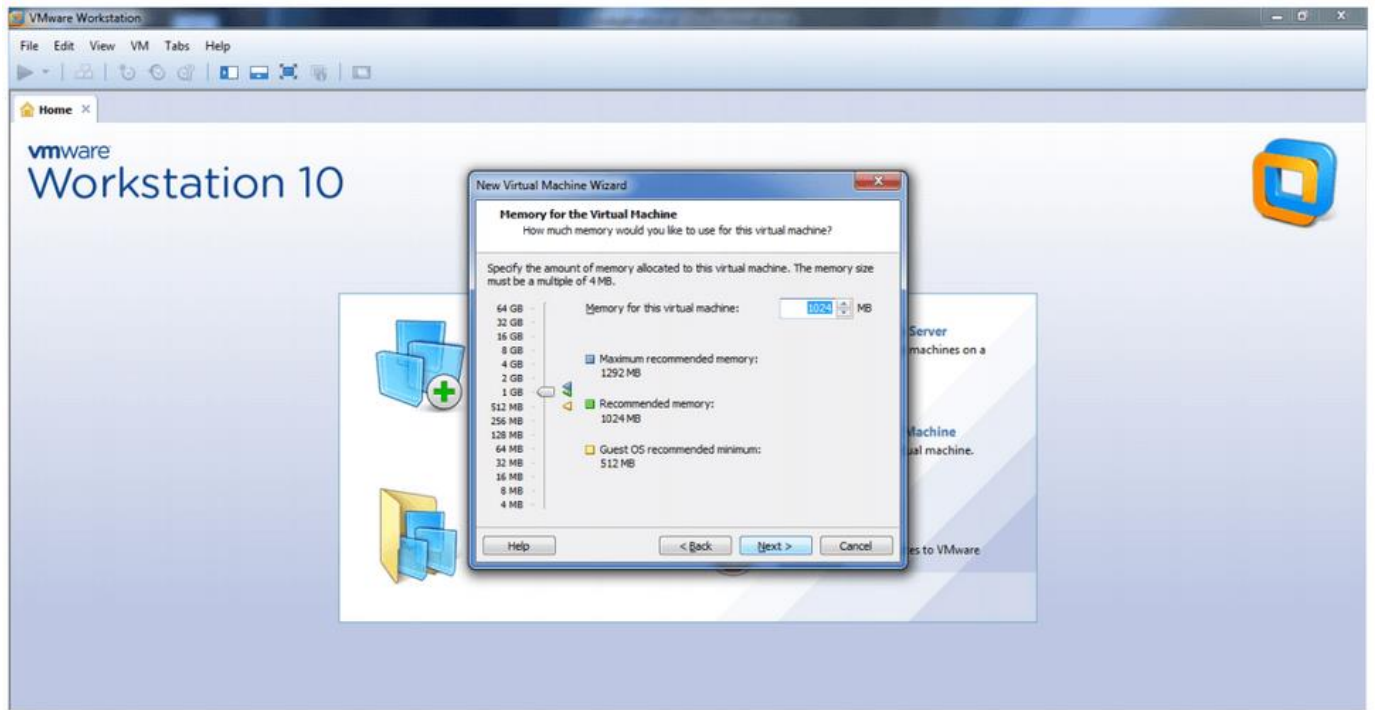 VMware Workstation
File Edit View VM Tabs Help
Home
vmware
Workstation 10
New Virtual Machine Wizard
Memory for the Virtual Machine
How much memory would you like to use for this virtual machine?
Specify the amount of memory allocated to this virtual machine. The memory size
must be a multiple of 4 MB.
Memory for this virtual machine: 1024 MB
64 GB
32 GB
16 GB
8 GB
4 GB
2 GB
1 GB
512 MB
256 MB
128 MB
64 MB
32 MB
16 MB
8 MB
4 MB
Maximum recommended memory:
1292 MB
Recommended memory:
1024 MB
Guest OS recommended minimum:
512 MB
Help < Back Next > Cancel
Server
machines on a
Machine
machine.
to VMware